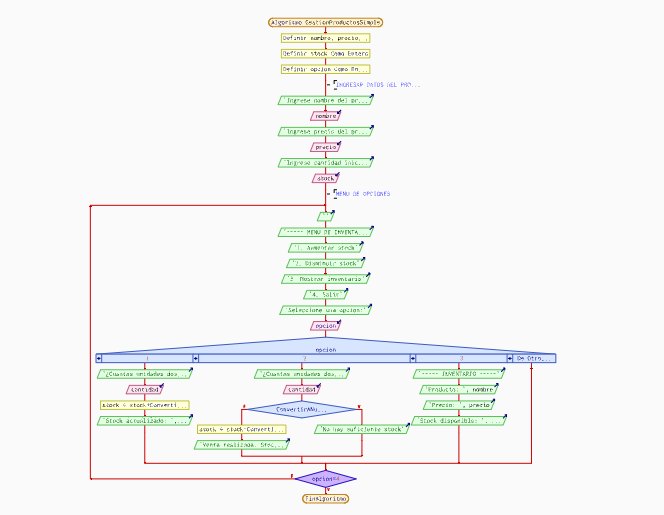 Algoritmo GestionProductosSimple
Definir nombre, precio, ..
Definir stock Como Entero
Definir opcion Como En...
INGRESAR DATOS DEL PRO...
'Ingrese nombre del pr...
nombre
'Ingrese precio del pr...
precio
'Ingrese cantidad inic...
stock
MENU DE OPCIONES
''
'----- MENU DE INVENTA...
'1. Aumentar stock'
'2. Disminuir stock'
'3. Mostrar inventario'
'4. Salir'
'Seleccione una opcion:'
opcion
opcion
1 2 3 De Otro...
'¿Cuantas unidades des... '¿Cuantas unidades des... '----- INVENTARIO -----'
cantidad cantidad 'Producto: ', nombre
stock ← stock+Converti... ConvertirANu... 'Precio: ', precio
'Stock actualizado: ',... stock ← stock-Converti... 'No hay suficiente stock' 'Stock disponible: ', ...
'Venta realizada. Stoc...
opcion=4
FinAlgoritmo